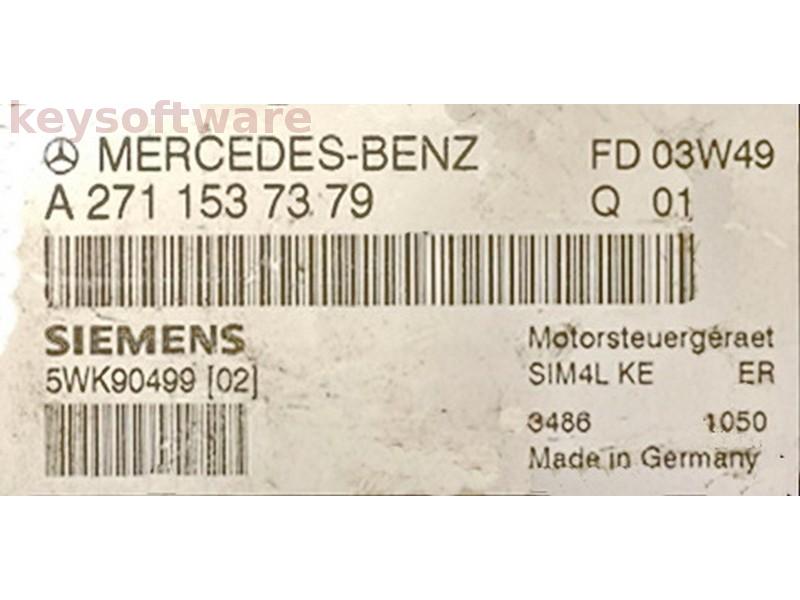 keysoftware
MERCEDES-BENZ FD 03W49
A 271 153 73 79 Q 01
SIEMENS Motorsteuergeraet
5WK90499 [02] SIM4L KE ER
3486 1050
Made in Germany